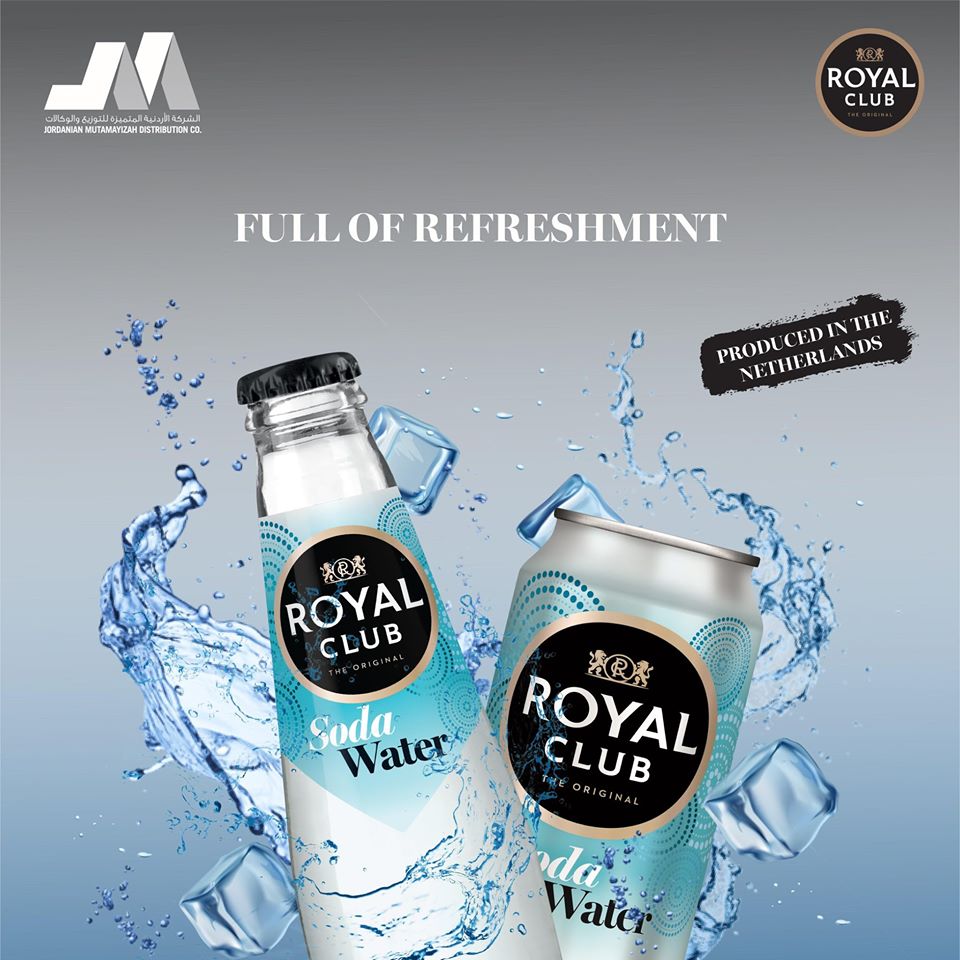 الشركة الأردنية المتميزة للتوزيع والوكالات
JORDANIAN MUTAMAYIZAH DISTRIBUTION CO.
ROYAL
CLUB
THE ORIGINAL
FULL OF REFRESHMENT
PRODUCED IN THE
NETHERLANDS
R
ROYAL
CLUB
THE ORIGINAL
Soda
Water
R
ROYAL
CLUB
THE ORIGINAL
oda
Water